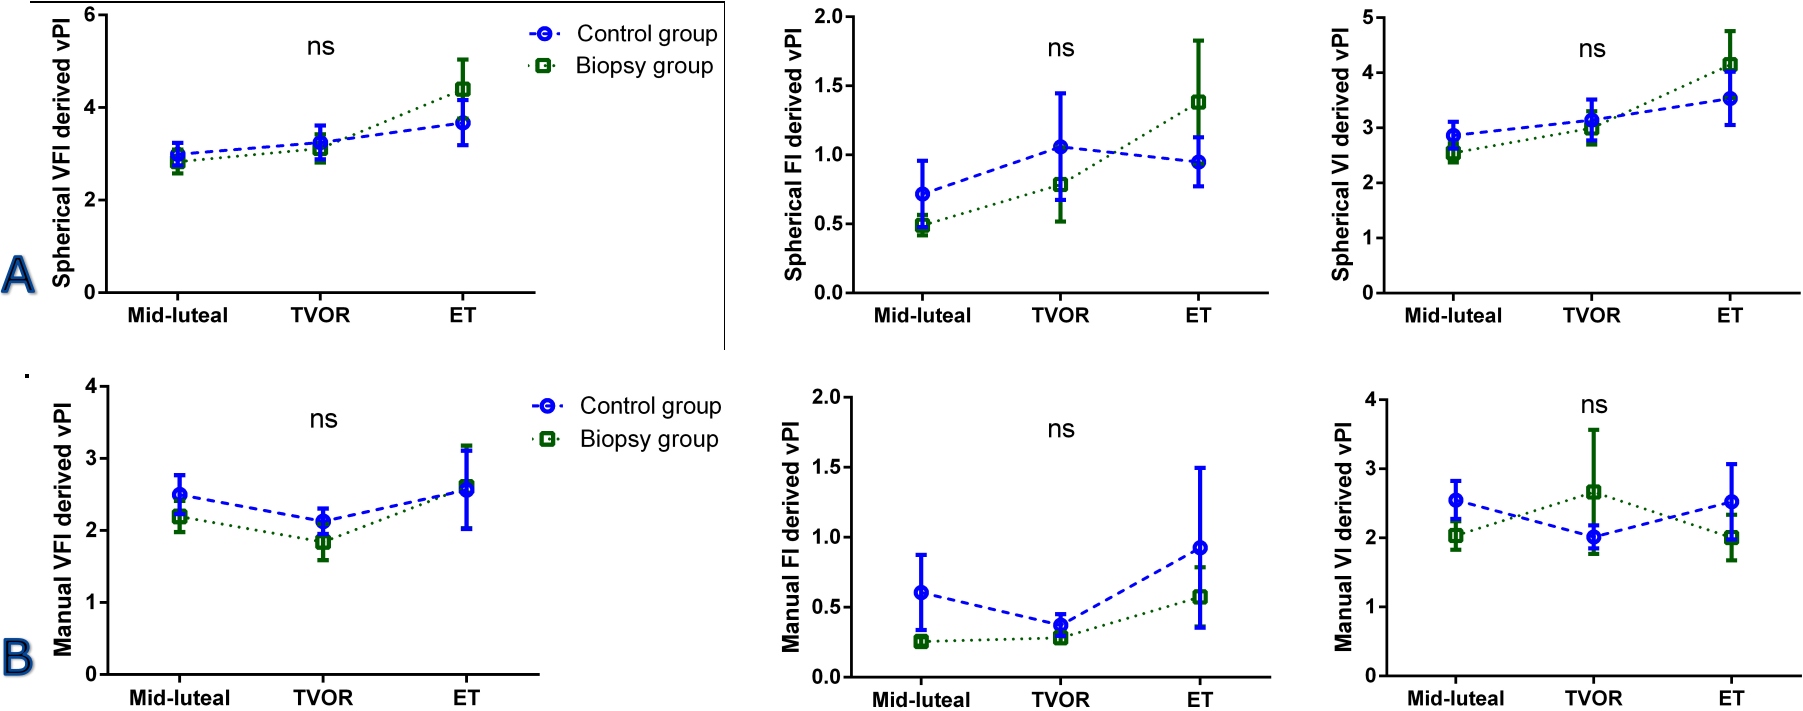 A
Spherical VFI derived vPI
6
4
2
0
ns
Control group
Biopsy group
Mid-luteal TVOR ET
Spherical FI derived vPI
2.0
1.5
1.0
0.5
0.0
ns
Mid-luteal TVOR ET
Spherical VI derived vPI
5
4
3
2
1
0
ns
Mid-luteal TVOR ET
B
Manual VFI derived vPI
4
3
2
1
0
ns
Control group
Biopsy group
Mid-luteal TVOR ET
Manual FI derived vPI
2.0
1.5
1.0
0.5
0.0
ns
Mid-luteal TVOR ET
Manual VI derived vPI
4
3
2
1
0
ns
Mid-luteal TVOR ET